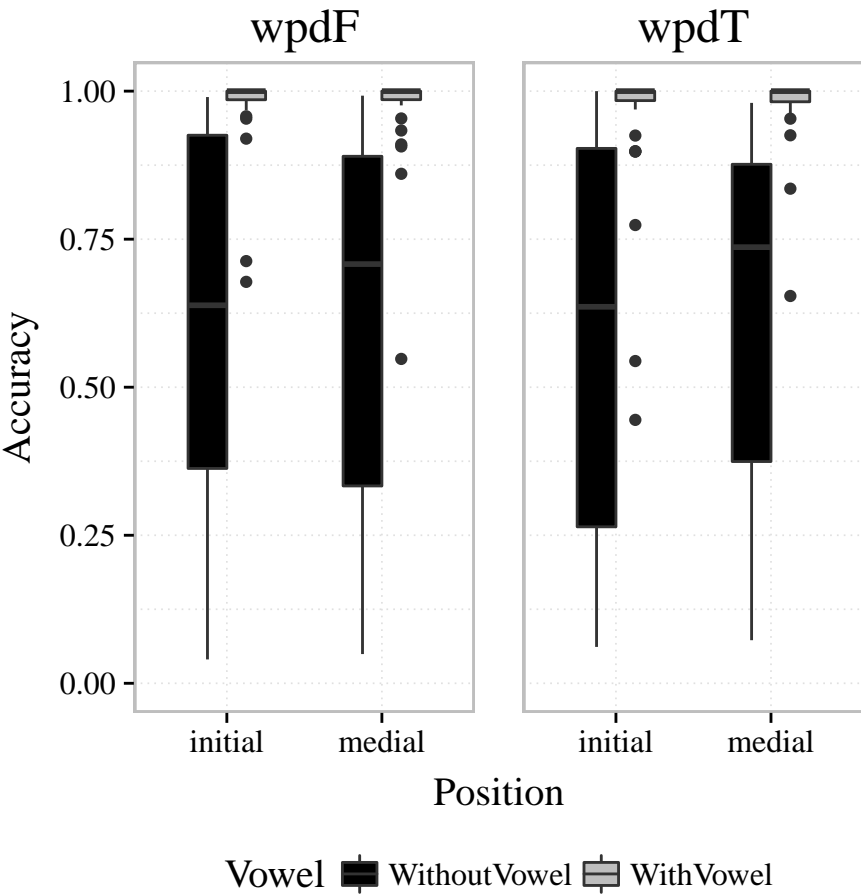 wpdF wpdT
1.00
0.75
0.50
0.25
0.00
Accuracy
initial medial initial medial
Position
Vowel WithoutVowel WithVowel